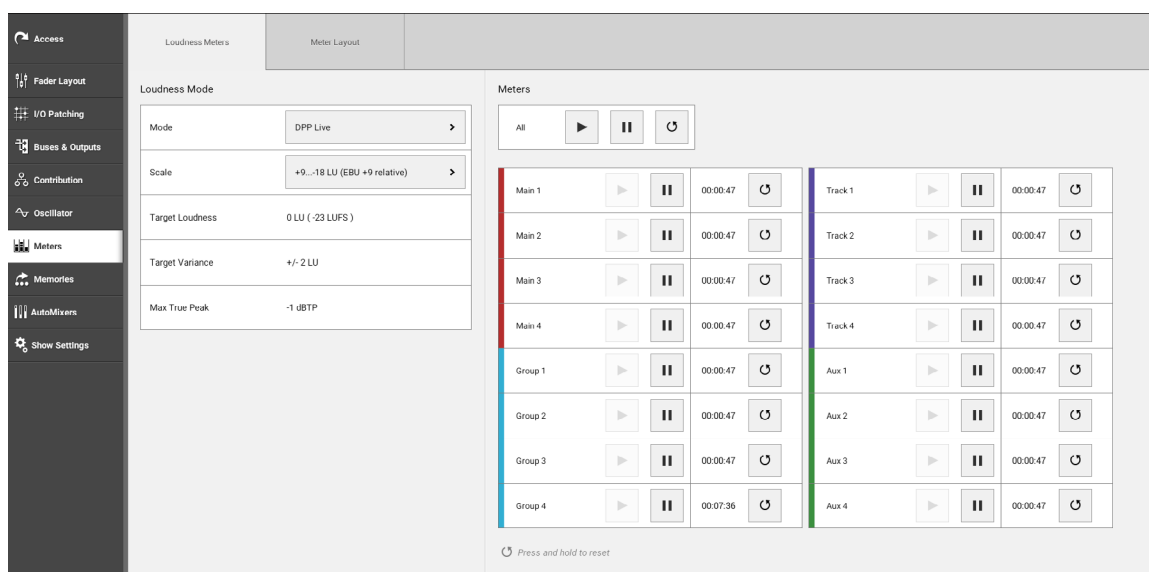 Access
Fader Layout
I/O Patching
Buses & Outputs
Contribution
Oscillator
Meters
Memories
AutoMixers
Show Settings
Loudness Meters
Meter Layout
Loudness Mode
Mode DPP Live
Scale +9...-18 LU (EBU +9 relative)
Target Loudness 0 LU ( -23 LUFS )
Target Variance +/- 2 LU
Max True Peak -1 dBTP
Meters
All
Main 1 00:00:47
Main 2 00:00:47
Main 3 00:00:47
Main 4 00:00:47
Group 1 00:00:47
Group 2 00:00:47
Group 3 00:00:47
Group 4 00:07:36
Track 1 00:00:47
Track 2 00:00:47
Track 3 00:00:47
Track 4 00:00:47
Aux 1 00:00:47
Aux 2 00:00:47
Aux 3 00:00:47
Aux 4 00:00:47
Press and hold to reset